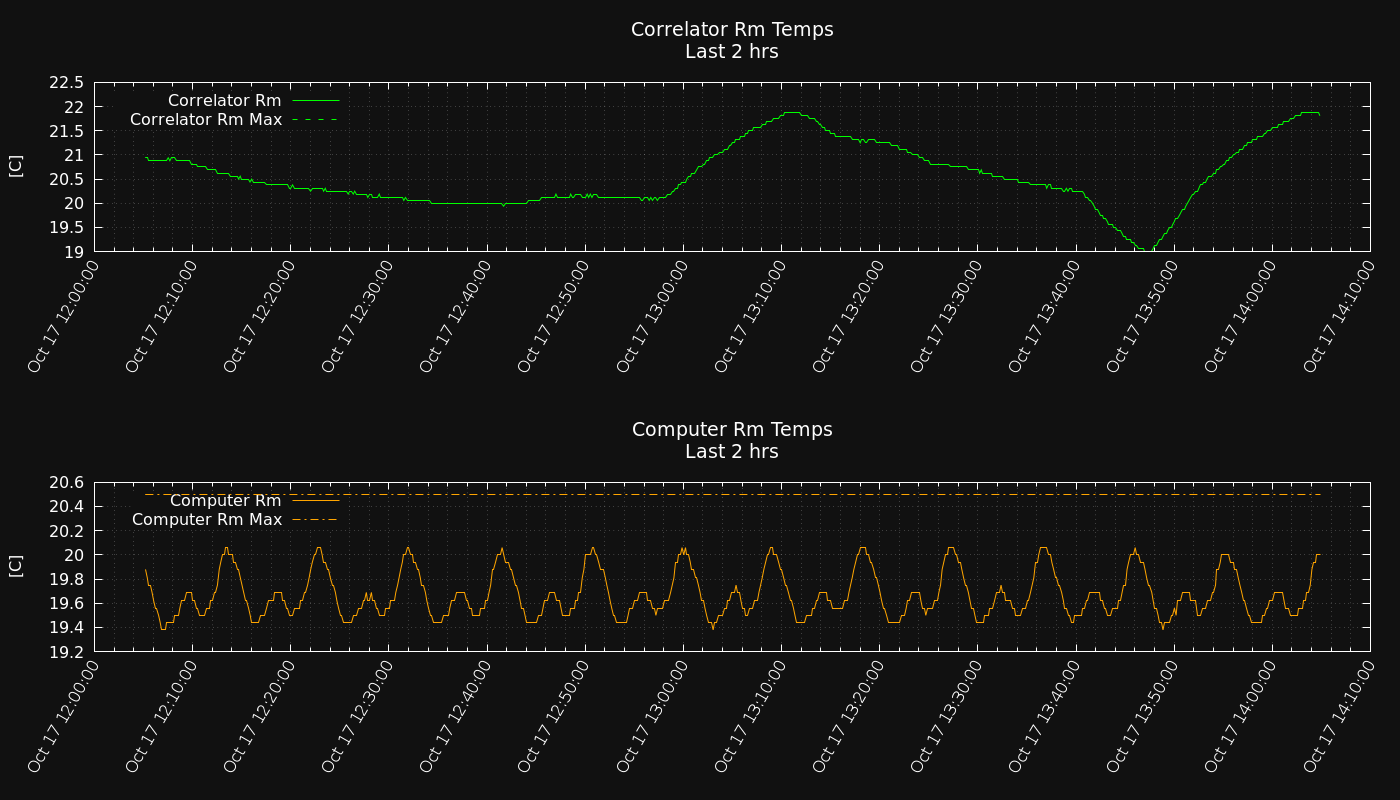 Correlator Rm Temps
Last 2 hrs
22.5
22
21.5
21
20.5
20
19.5
19
[C]
Correlator Rm
Correlator Rm Max
Oct 17 12:00:00
Oct 17 12:10:00
Oct 17 12:20:00
Oct 17 12:30:00
Oct 17 12:40:00
Oct 17 12:50:00
Oct 17 13:00:00
Oct 17 13:10:00
Oct 17 13:20:00
Oct 17 13:30:00
Oct 17 13:40:00
Oct 17 13:50:00
Oct 17 14:00:00
Oct 17 14:10:00
Computer Rm Temps
Last 2 hrs
20.6
20.4
20.2
20
19.8
19.6
19.4
19.2
[C]
Computer Rm
Computer Rm Max
Oct 17 12:00:00
Oct 17 12:10:00
Oct 17 12:20:00
Oct 17 12:30:00
Oct 17 12:40:00
Oct 17 12:50:00
Oct 17 13:00:00
Oct 17 13:10:00
Oct 17 13:20:00
Oct 17 13:30:00
Oct 17 13:40:00
Oct 17 13:50:00
Oct 17 14:00:00
Oct 17 14:10:00